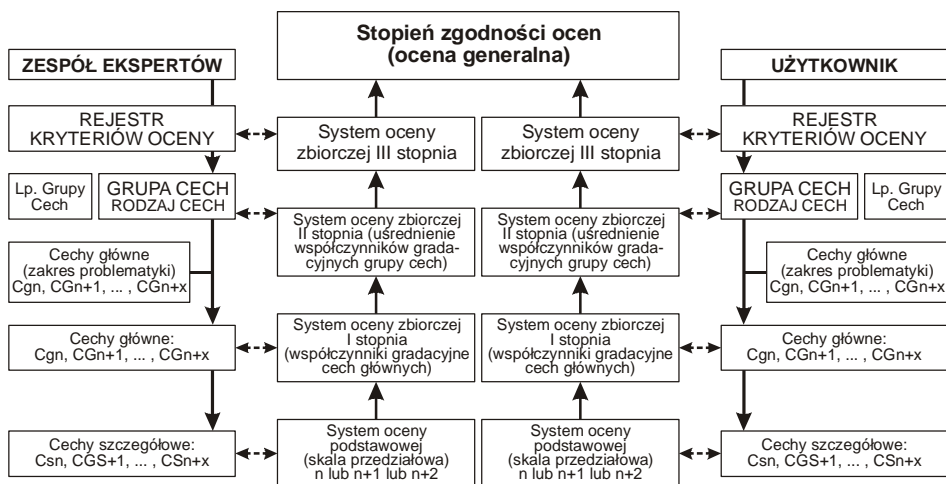 Stopień zgodności ocen
(ocena generalna)
ZESPÓŁ EKSPERTÓW
UŻYTKOWNIK
REJESTR
KRYTERIÓW OCENY
System oceny
zbiorczej III stopnia
System oceny
zbiorczej III stopnia
REJESTR
KRYTERIÓW OCENY
Lp. Grupy
Cech
GRUPA CECH
RODZAJ CECH
System oceny zbiorczej
II stopnia (uśrednienie
współczynników grada-
cyjnych grupy cech)
System oceny zbiorczej
II stopnia (uśrednienie
współczynników grada-
cyjnych grupy cech)
GRUPA CECH
RODZAJ CECH
Lp. Grupy
Cech
Cechy główne
(zakres problematyki)
Cgn, CGn+1, ... , CGn+x
Cechy główne
(zakres problematyki)
Cgn, CGn+1, ... , CGn+x
Cechy główne:
Cgn, CGn+1, ... , CGn+x
System oceny zbiorczej
I stopnia
(współczynniki gradacyjne
cech głównych)
System oceny zbiorczej
I stopnia
(współczynniki gradacyjne
cech głównych)
Cechy główne:
Cgn, CGn+1, ... , CGn+x
Cechy szczegółowe:
Csn, CGS+1, ... , CSn+x
System oceny
podstawowej
(skala przedziałowa)
n lub n+1 lub n+2
System oceny
podstawowej
(skala przedziałowa)
n lub n+1 lub n+2
Cechy szczegółowe:
Csn, CGS+1, ... , CSn+x